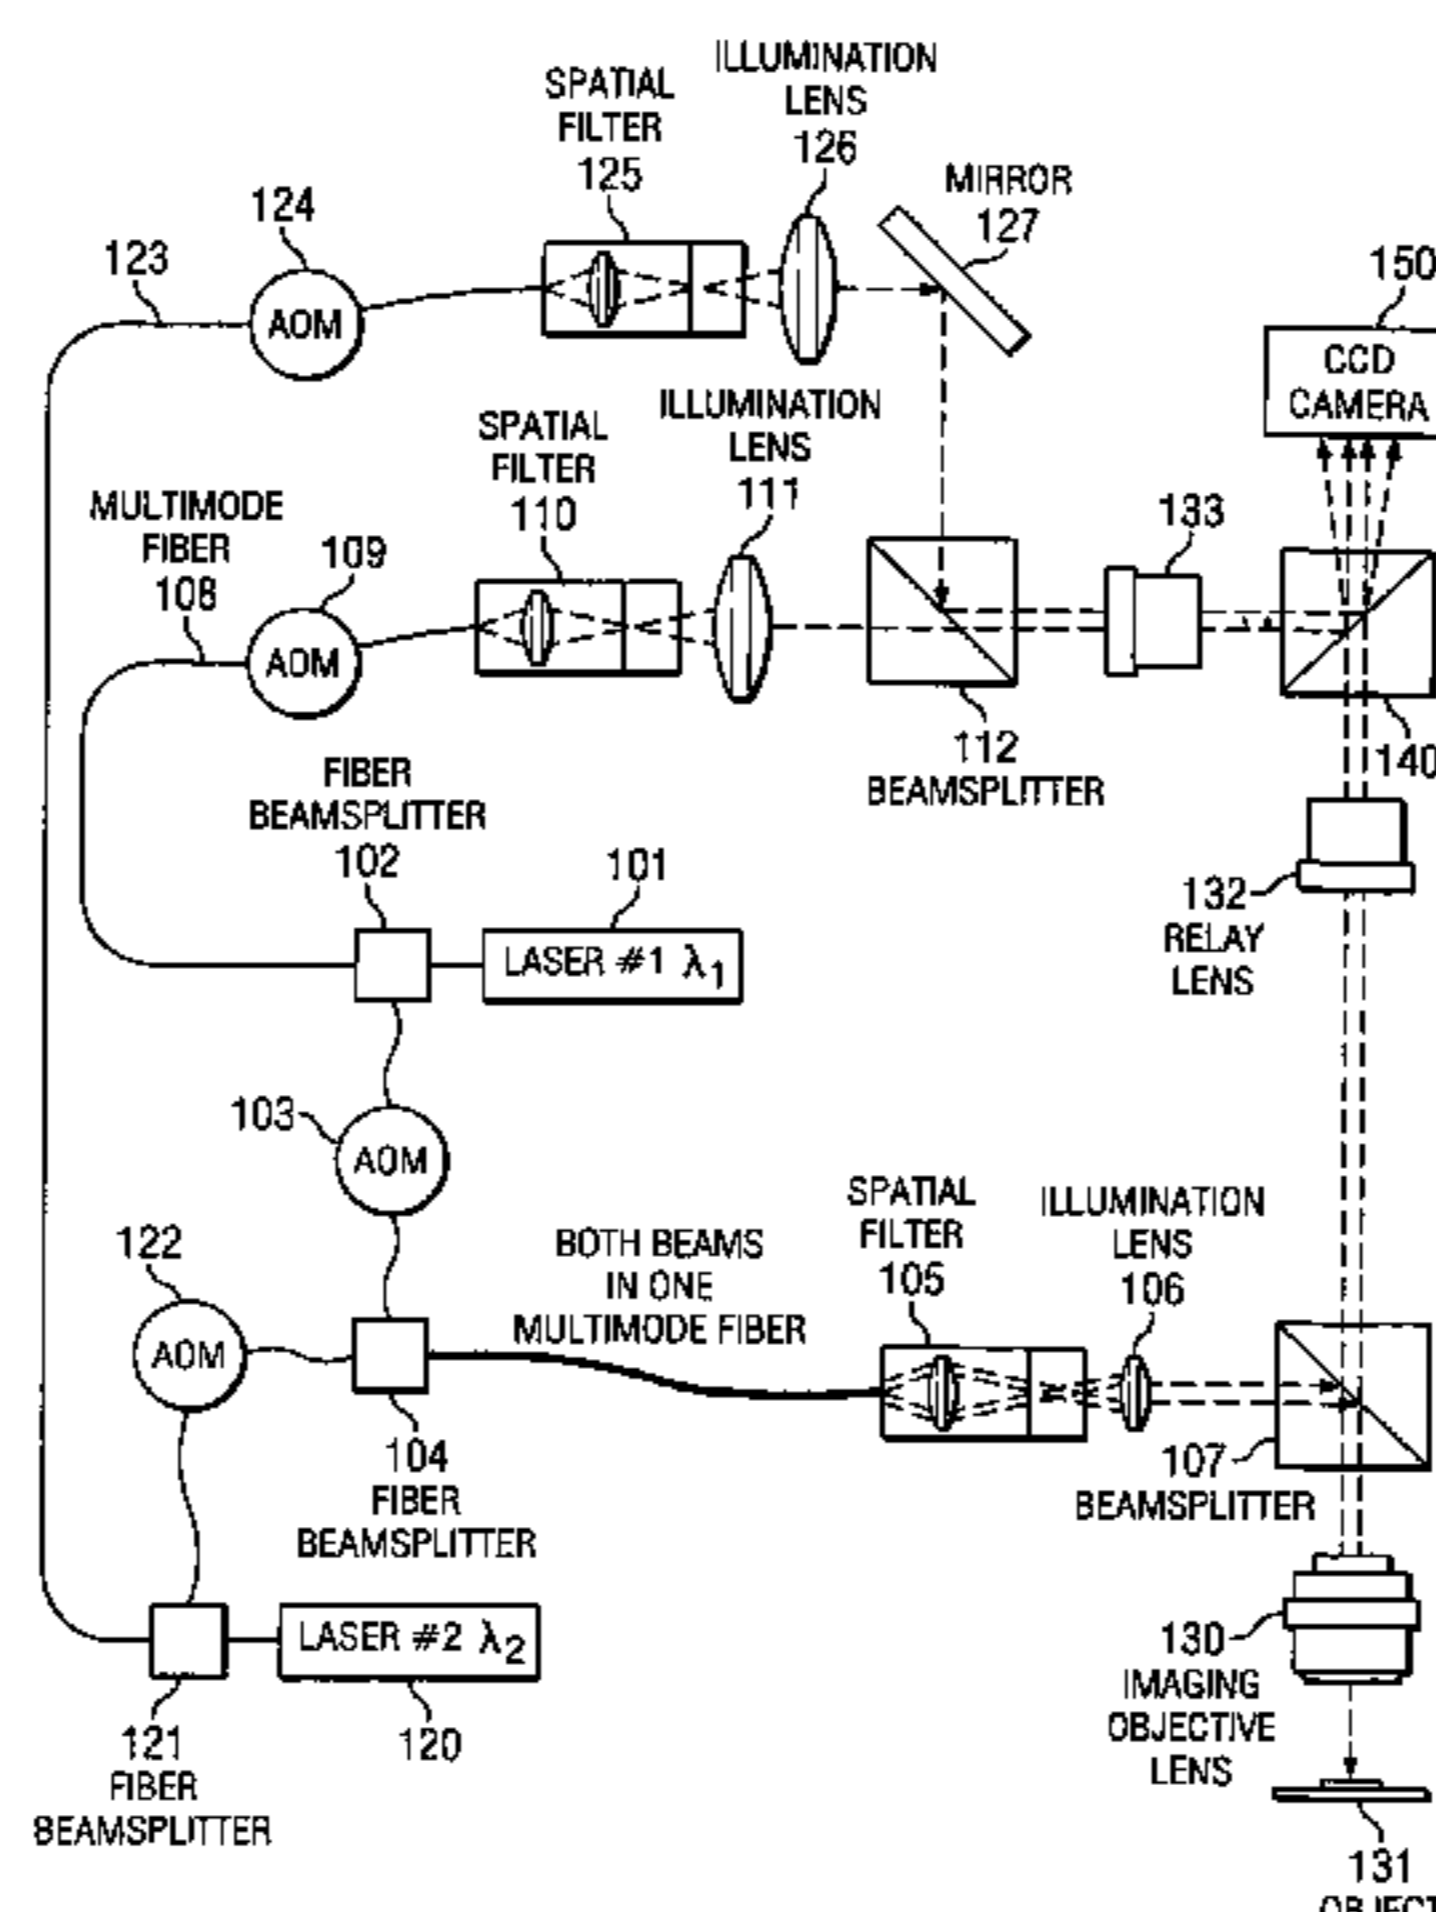 ILLUMINATION
LENS
126
SPATIAL
FILTER
125
MIRROR
127
124
123
AOM
150
CCD
CAMERA
ILLUMINATION
LENS
111
SPATIAL
FILTER
110
MULTIMODE
FIBER
108
109
AOM
133
112
BEAMSPLITTER
140
FIBER
BEAMSPLITTER
102
101
LASER #1 λ1
132
RELAY
LENS
103
AOM
122
AOM
BOTH BEAMS
IN ONE
MULTIMODE FIBER
SPATIAL
FILTER
105
ILLUMINATION
LENS
106
104
FIBER
BEAMSPLITTER
107
BEAMSPLITTER
LASER #2 λ2
121
FIBER
BEAMSPLITTER
120
130
IMAGING
OBJECTIVE
LENS
131